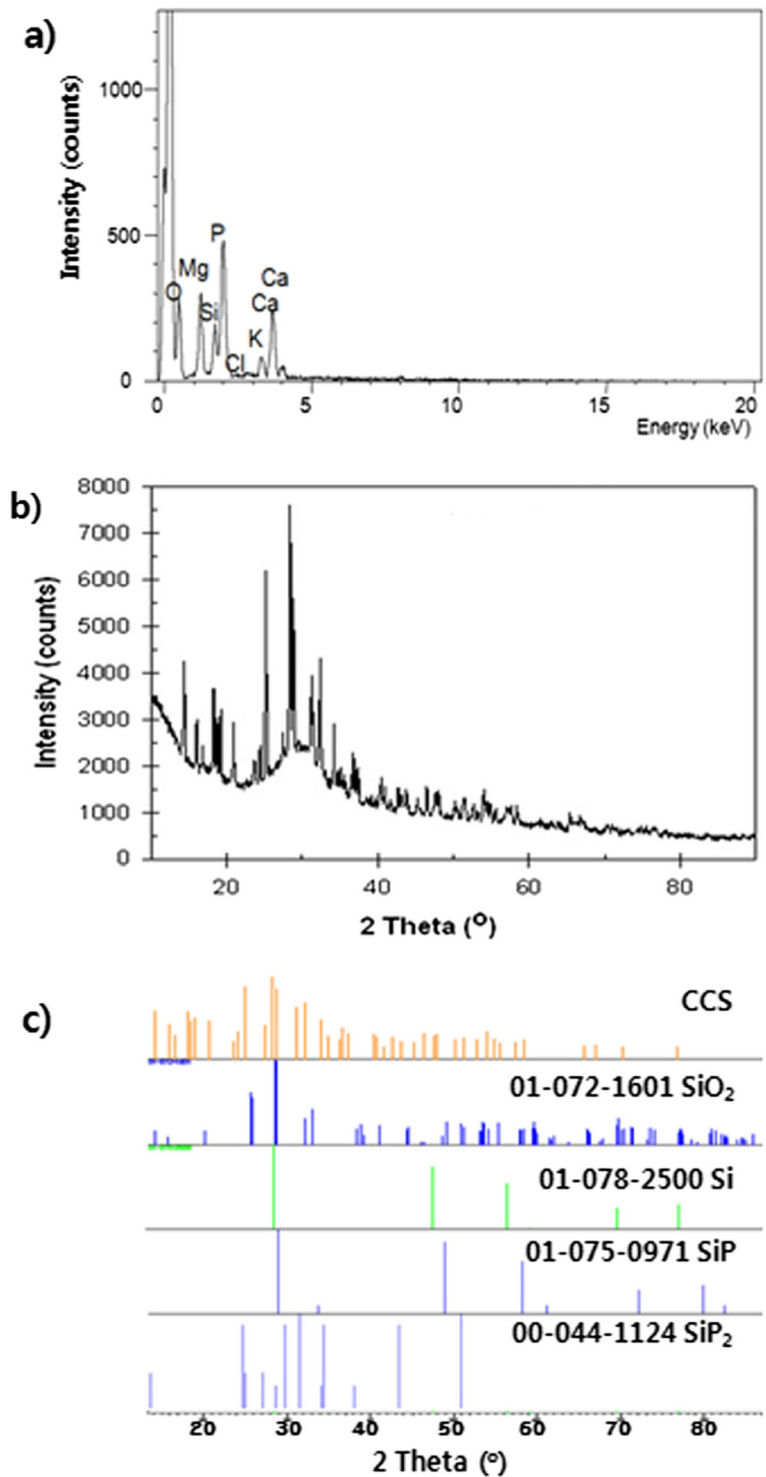 a)
Intensity (counts)
1000
500
0
P
Mg
O
Si
Cl
K
Ca
Ca
0 5 10 15 20
Energy (keV)
b)
Intensity (counts)
8000
7000
6000
5000
4000
3000
2000
1000
0
20 40 60 80
2 Theta (O)
c)
CCS
01-072-1601 SiO₂
01-078-2500 Si
01-075-0971 SiP
00-044-1124 SiP₂
20 30 40 50 60 70 80
2 Theta (o)